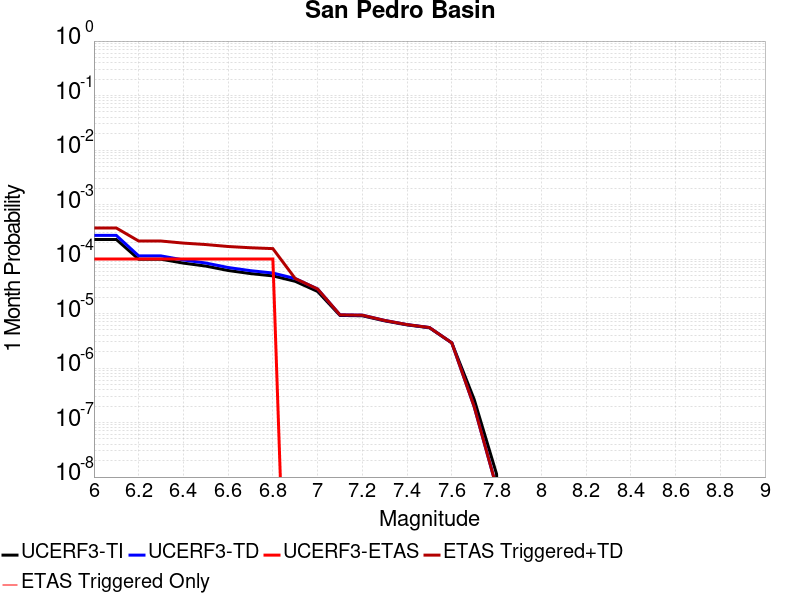 San Pedro Basin
10^0
10^-1
10^-2
10^-3
10^-4
10^-5
10^-6
10^-7
10^-8
1 Month Probability
6 6.2 6.4 6.6 6.8 7 7.2 7.4 7.6 7.8 8 8.2 8.4 8.6 8.8 9
Magnitude
UCERF3-TI UCERF3-TD UCERF3-ETAS ETAS Triggered+TD
ETAS Triggered Only